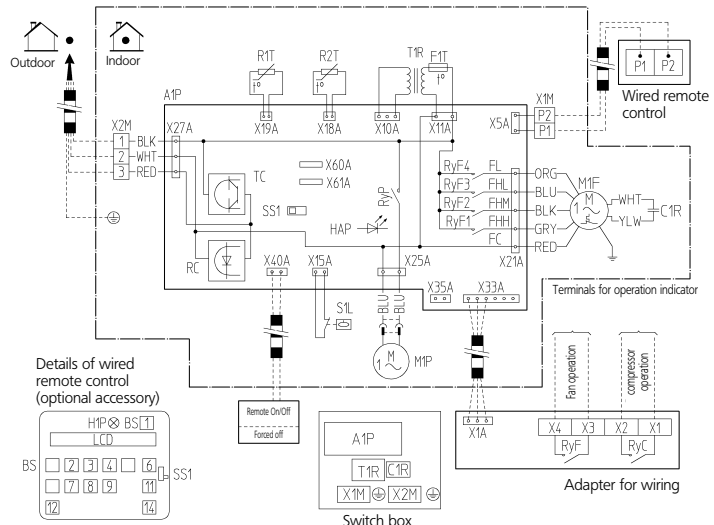 Outdoor
Indoor
R1T
R2T
T1R
F1T
t°
t°
t°
P1 P2
Wired remote
control
A1P
X19A
X18A
X10A
X11A
X5A
X1M
P2
P1
X2M
X27A
1 BLK
2 WHT
3 RED
TC
RC
X60A
X61A
SS1
HAP
RyP
RyF4 FL ORG
RyF3 FHL BLU
RyF2 FHM BLK
RyF1 FHH GRY
FC RED
X21A
M1F
M
1~
WHT
YLW
C1R
X40A
X15A
X25A
X35A
X33A
S1L
BLU
BLU
M
1~
M1P
Terminals for operation indicator
Remote On/Off
Forced off
X1A
Fan operation
compressor
operation
X4 X3 X2 X1
RyF
RyC
Adapter for wiring
Details of wired
remote control
(optional accessory)
H1P BS 1
LCD
BS
2 3 4 6
SS1
7 8 9 11
12 14
A1P
T1R C1R
X1M X2M
Switch box